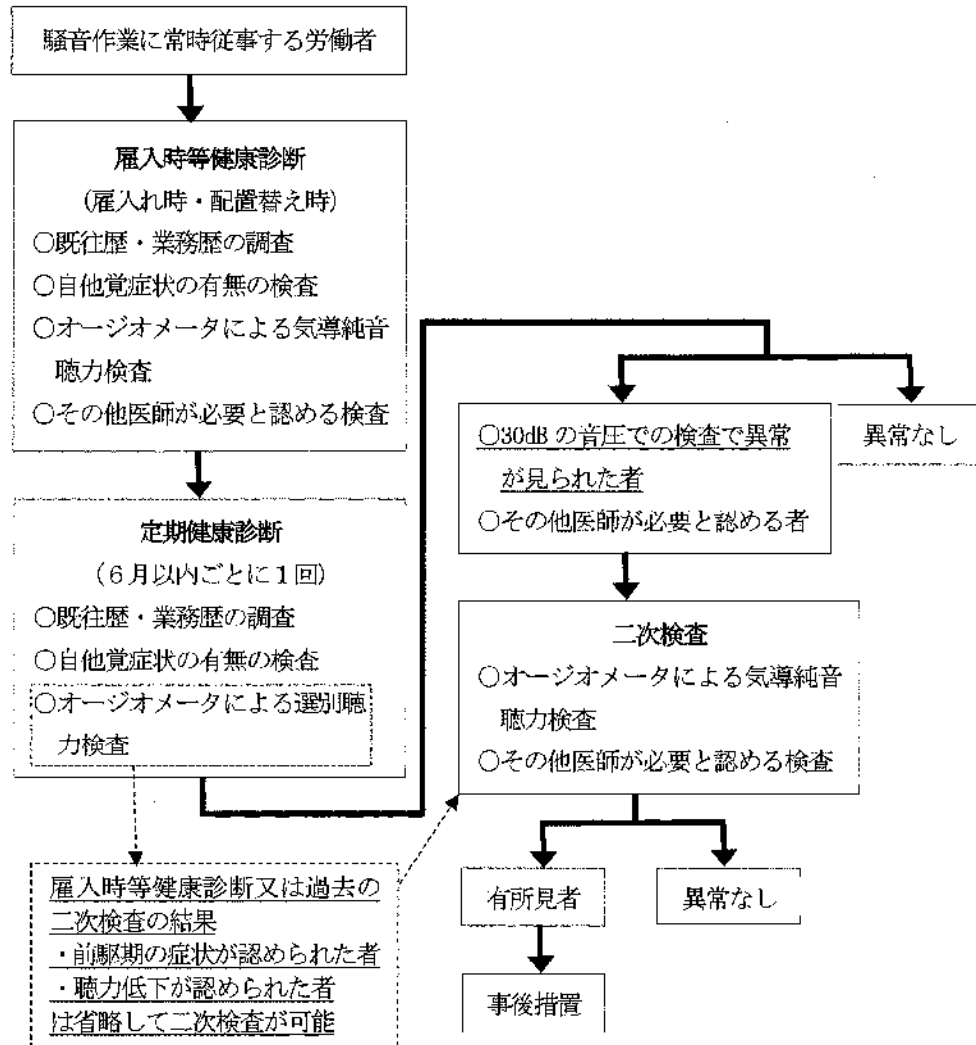 騒音作業に常時従事する労働者
雇入時等健康診断
(雇入れ時・配置替え時)
○既往歴・業務歴の調査
○自他覚症状の有無の検査
○オージオメータによる気導純音
聴力検査
○その他医師が必要と認める検査
定期健康診断
(6月以内ごとに1回)
○既往歴・業務歴の調査
○自他覚症状の有無の検査
○オージオメータによる選別聴
力検査
雇入時等健康診断又は過去の
二次検査の結果
・前駆期の症状が認められた者
・聴力低下が認められた者
は省略して二次検査が可能
○30dBの音圧での検査で異常
が見られた者
○その他医師が必要と認める者
異常なし
二次検査
○オージオメータによる気導純音
聴力検査
○その他医師が必要と認める検査
有所見者
異常なし
事後措置